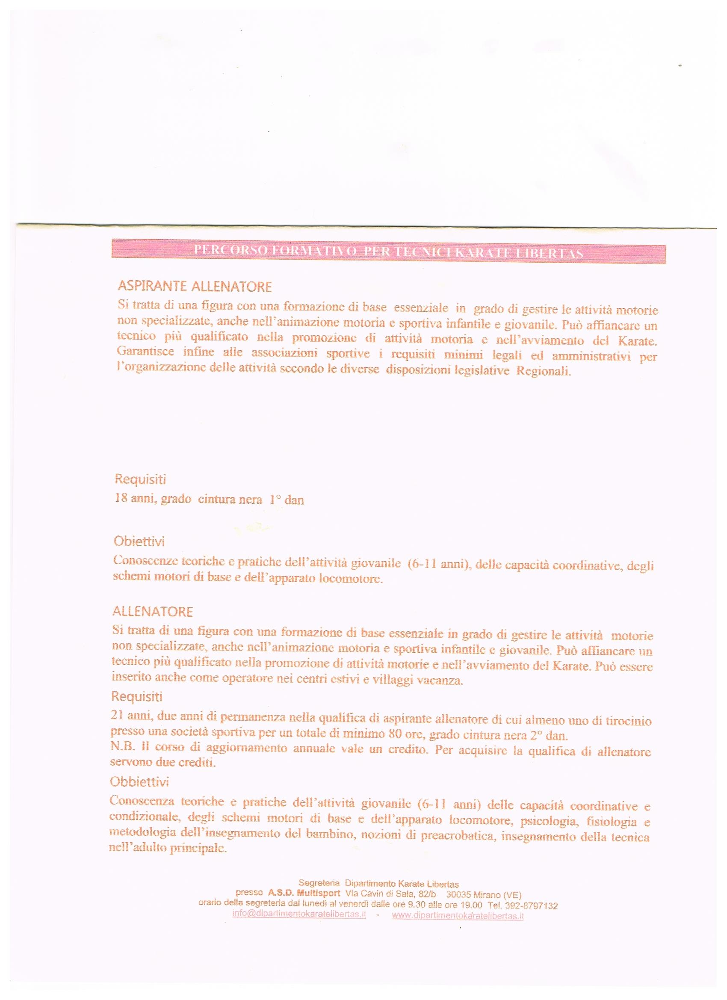 PERCORSO FORMATIVO PER TECNICI KARATE LIBERTAS
ASPIRANTE ALLENATORE
Si tratta di una figura con una formazione di base essenziale in grado di gestire le attività motorie
non specializzate, anche nell'animazione motoria e sportiva infantile e giovanile. Può affiancare un
tecnico più qualificato nella promozione di attività motoria e nell'avviamento del Karate.
Garantisce infine alle associazioni sportive i requisiti minimi legali ed amministrativi per
l'organizzazione delle attività secondo le diverse disposizioni legislative Regionali.
Requisiti
18 anni, grado cintura nera 1° dan
Obiettivi
Conoscenze teoriche e pratiche dell'attività giovanile (6-11 anni), delle capacità coordinative, degli
schemi motori di base e dell'apparato locomotore.
ALLENATORE
Si tratta di una figura con una formazione di base essenziale in grado di gestire le attività motorie
non specializzate, anche nell'animazione motoria e sportiva infantile e giovanile. Può affiancare un
tecnico più qualificato nella promozione di attività motorie e nell'avviamento del Karate. Può essere
inserito anche come operatore nei centri estivi e villaggi vacanza.
Requisiti
21 anni, due anni di permanenza nella qualifica di aspirante allenatore di cui almeno uno di tirocinio
presso una società sportiva per un totale di minimo 80 ore, grado cintura nera 2° dan.
N.B. Il corso di aggiornamento annuale vale un credito. Per acquisire la qualifica di allenatore
servono due crediti.
Obbiettivi
Conoscenza teoriche e pratiche dell'attività giovanile (6-11 anni) delle capacità coordinative e
condizionale, degli schemi motori di base e dell'apparato locomotore, psicologia, fisiologia e
metodologia dell'insegnamento del bambino, nozioni di preacrobatica, insegnamento della tecnica
nell'adulto principale.
Segreteria Dipartimento Karate Libertas
presso A.S.D. Multisport Via Cavin di Sala, 82/b 30035 Mirano (VE)
orario della segreteria dal lunedì al venerdì dalle ore 9.30 alle ore 19.00 Tel. 392-8797132
info@dipartimentokaratelibertas.it - www.dipartimentokaratelibertas.it